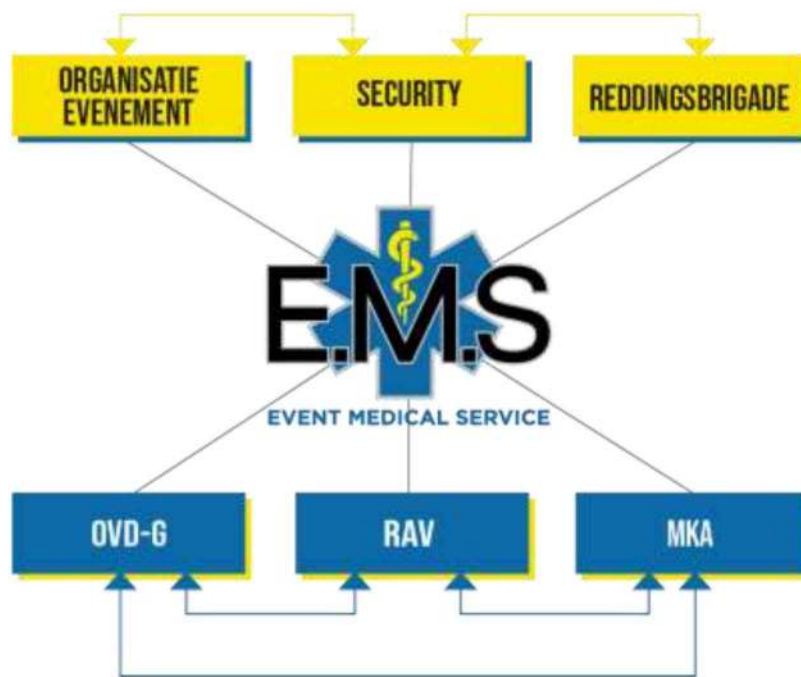 ORGANISATIE
EVENEMENT
SECURITY
REDDINGSBRIGADE
E.M.S
EVENT MEDICAL SERVICE
OVD-G
RAV
MKA